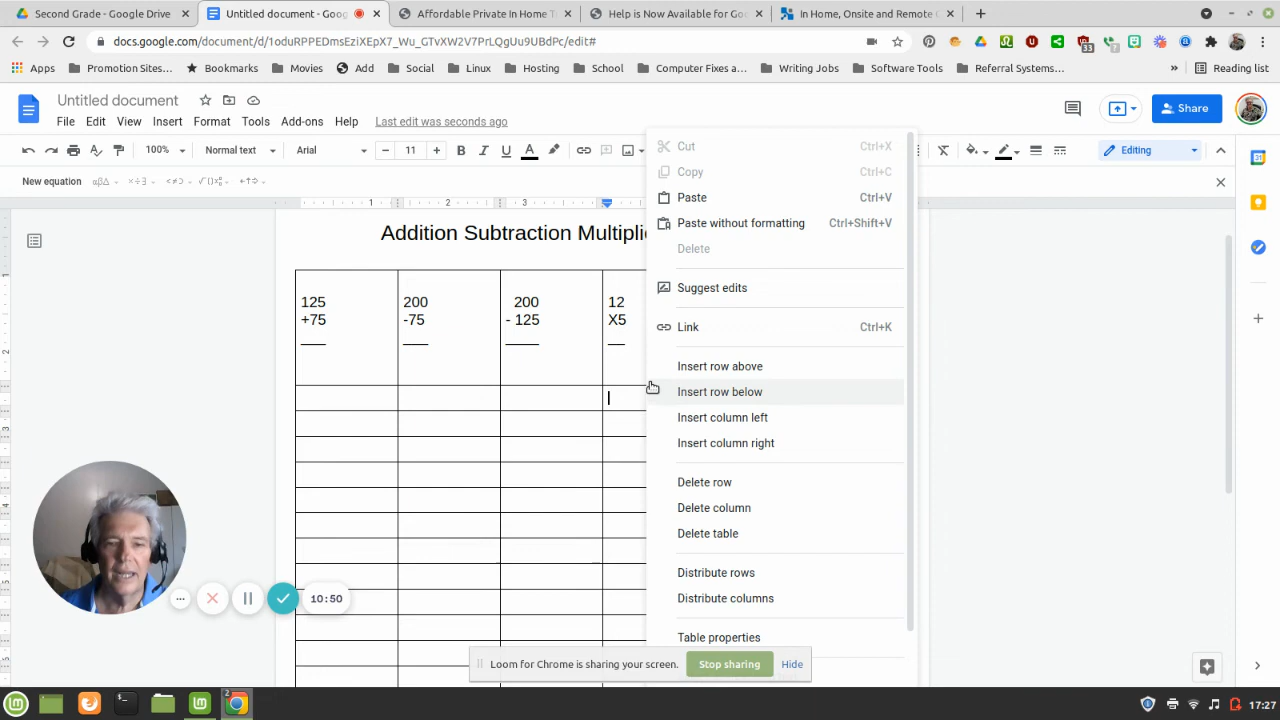 Second Grade - Google Drive
Untitled document - Goo
Affordable Private In Home T
Help is Now Available for Goo
In Home, Onsite and Remote C
docs.google.com/document/d/1oduRPPEDmsEziXEpX7_Wu_GTvXW2V7PrLQgUu9UBdPc/edit#
33
Apps
Promotion Sites...
Bookmarks
Movies
Add
Social
Linux
Hosting
School
Computer Fixes a...
Writing Jobs
Software Tools
Referral Systems...
»
Reading list
Untitled document
File Edit View Insert Format Tools Add-ons Help Last edit was seconds ago
Share
100% Normal text Arial 11 B I U A
Editing
New equation
1 2 3
Addition Subtraction Multipli
125
+75
200
-75
200
- 125
12
X5
Cut Ctrl+X
Copy Ctrl+C
Paste Ctrl+V
Paste without formatting Ctrl+Shift+V
Delete
Suggest edits
Link Ctrl+K
Insert row above
Insert row below
Insert column left
Insert column right
Delete row
Delete column
Delete table
Distribute rows
Distribute columns
Table properties
10:50
Loom for Chrome is sharing your screen.
Stop sharing
Hide
2
17:27